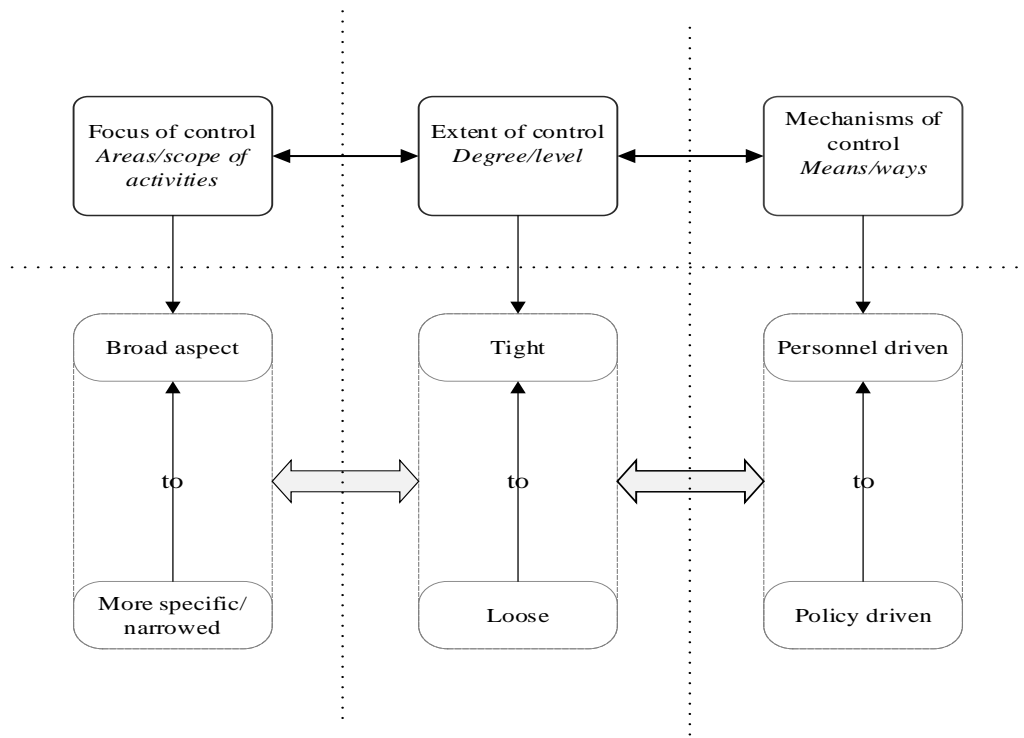 Focus of control
Areas/scope of
activities
Extent of control
Degree/level
Mechanisms of
control
Means/ways
Broad aspect
Tight
Personnel driven
to
to
to
More specific/
narrowed
Loose
Policy driven